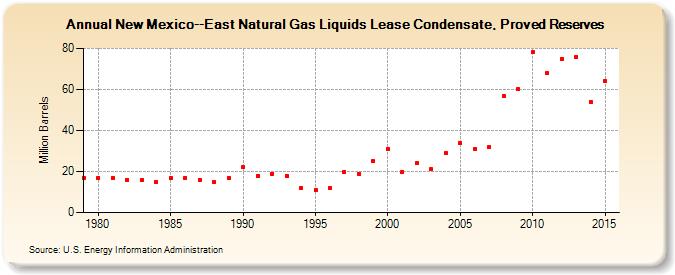 Annual New Mexico--East Natural Gas Liquids Lease Condensate, Proved Reserves
Million Barrels
80
60
40
20
0
1980 1985 1990 1995 2000 2005 2010 2015
Source: U.S. Energy Information Administration